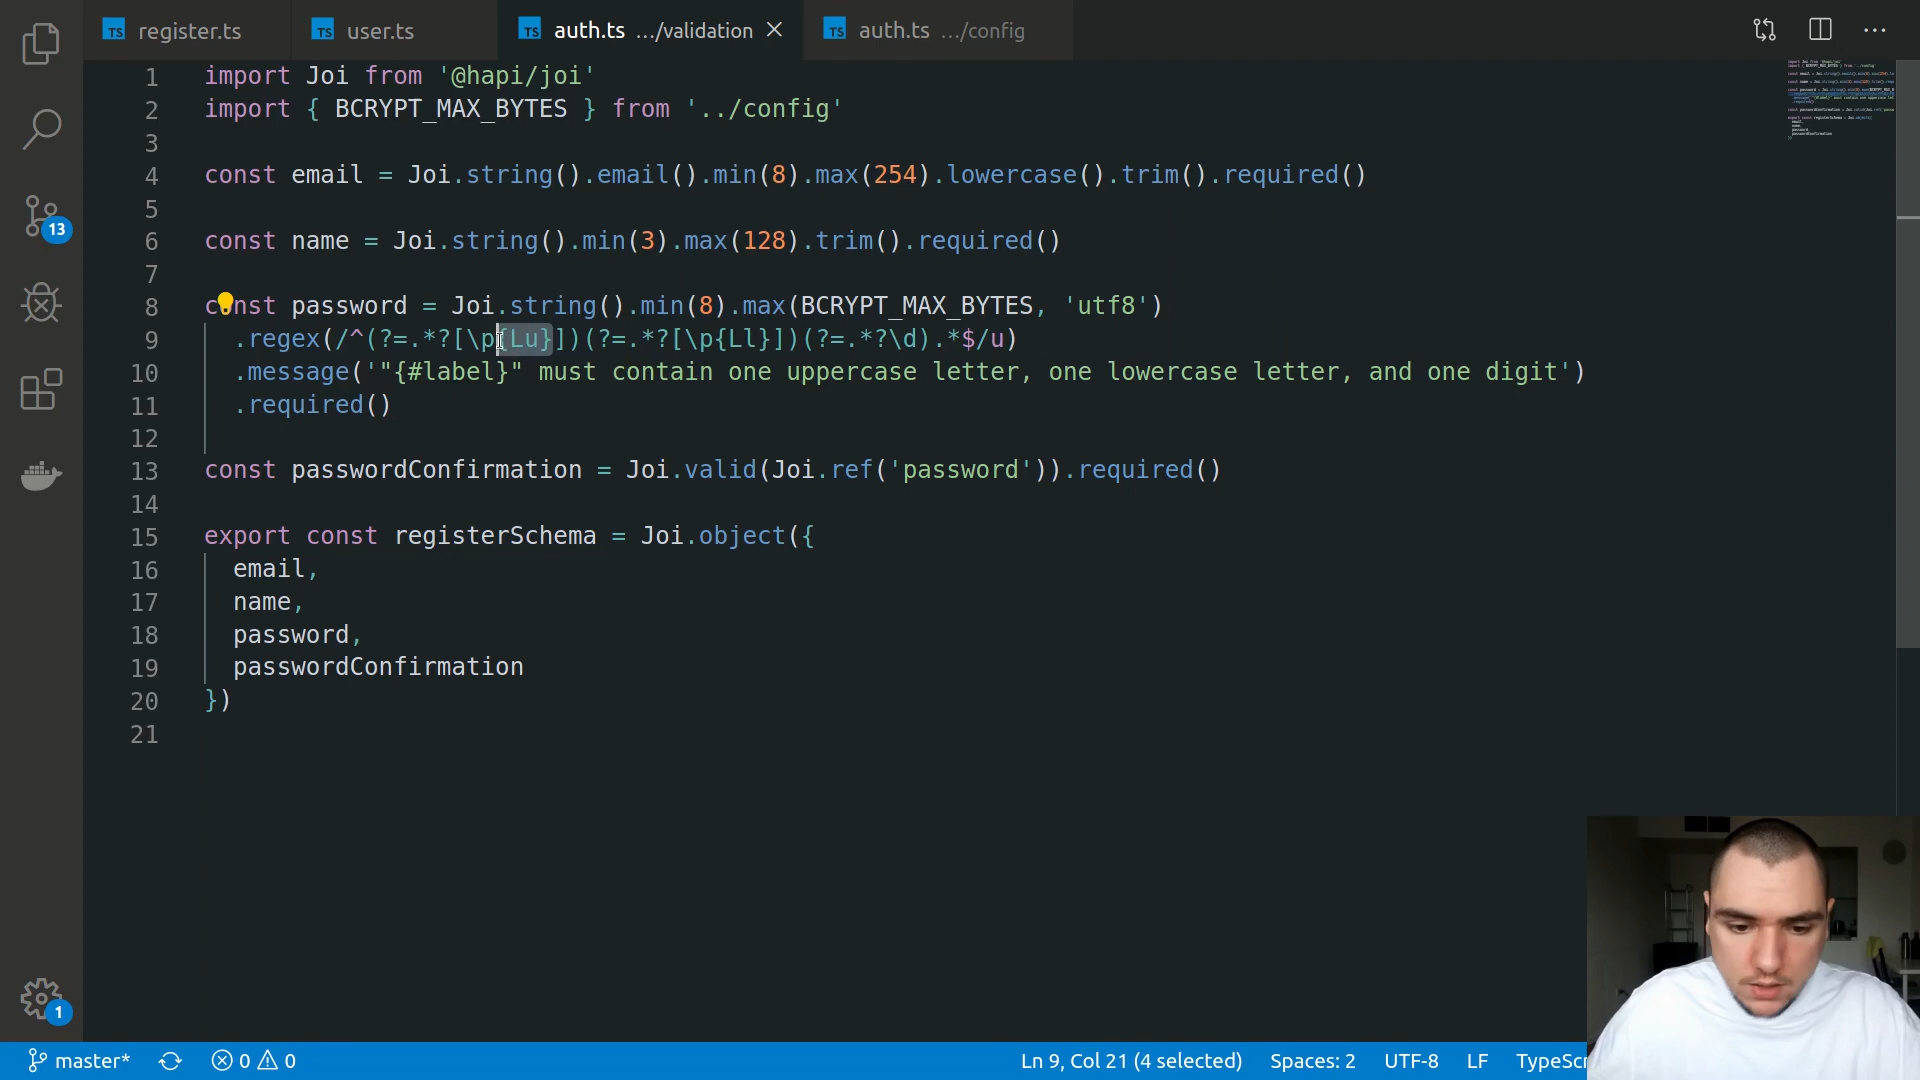 register.ts user.ts auth.ts .../validation auth.ts .../config
1 import Joi from '@hapi/joi'
2 import { BCRYPT_MAX_BYTES } from '../config'
3
4 const email = Joi.string().email().min(8).max(254).lowercase().trim().required()
5
6 const name = Joi.string().min(3).max(128).trim().required()
7
8 const password = Joi.string().min(8).max(BCRYPT_MAX_BYTES, 'utf8')
9 .regex(/^(?=.*?[\p{Lu}])(?=.*?[\p{Ll}])(?=.*?\d).*$/u)
10 .message('"{#label}" must contain one uppercase letter, one lowercase letter, and one digit')
11 .required()
12
13 const passwordConfirmation = Joi.valid(Joi.ref('password')).required()
14
15 export const registerSchema = Joi.object({
16 email,
17 name,
18 password,
19 passwordConfirmation
20 })
21
13
1
master* 0 0 Ln 9, Col 21 (4 selected) Spaces: 2 UTF-8 LF TypeScr